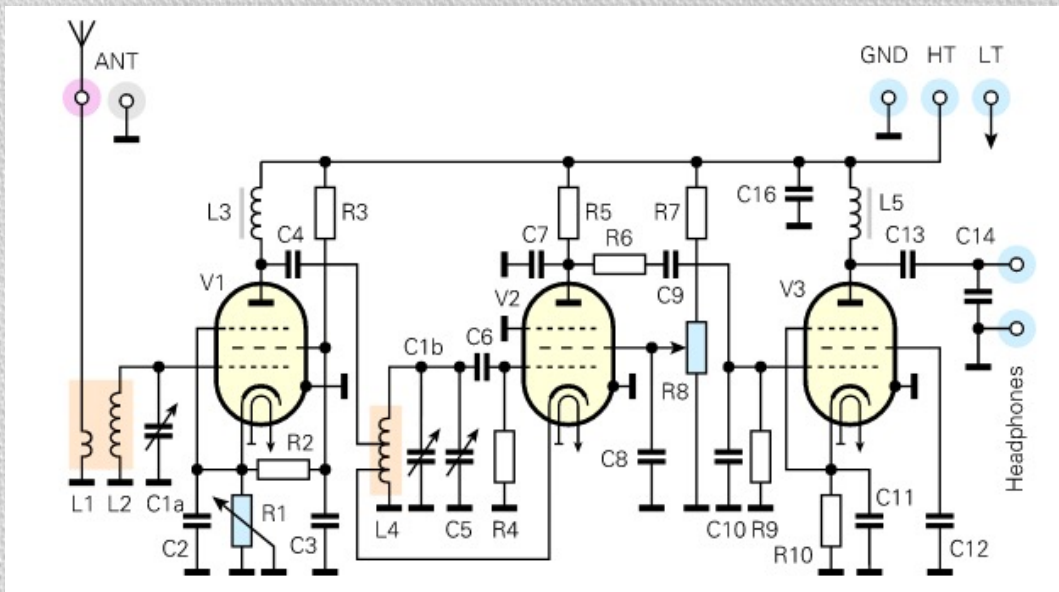 ANT
GND HT LT
L3
R3
R5
R7
C16
L5
C4
C7
R6
C13
C14
V1
V2
C9
V3
C1b
C6
R8
R2
C8
Headphones
L1
L2
C1a
R1
C2
C3
L4
C5
R4
C10
R9
C11
R10
C12